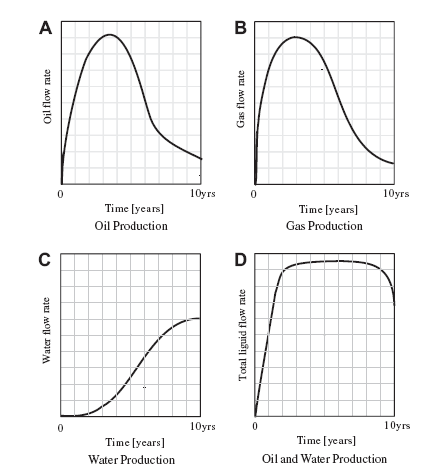 A
Oil flow rate
0
10yrs
Time [years]
Oil Production
B
Gas flow rate
0
10yrs
Time [years]
Gas Production
C
Water flow rate
0
10yrs
Time [years]
Water Production
D
Total liquid flow rate
0
10yrs
Time [years]
Oil and Water Production